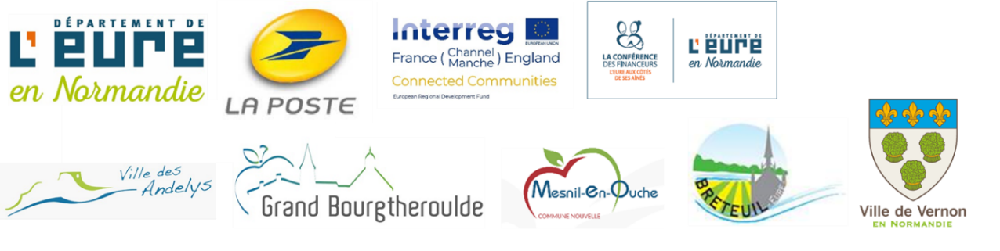 DÉPARTEMENT DE
L'EURE
en Normandie
LA POSTE
Interreg
EUROPEAN UNION
France ( Channel Manche ) England
Connected Communities
European Regional Development Fund
LA CONFÉRENCE
DES FINANCEURS
L'EURE AUX CÔTÉS
DE SES AÎNÉS
DÉPARTEMENT DE
L'EURE
en Normandie
Ville des
Andelys
Grand Bourgtheroulde
Mesnil-en-Ouche
COMMUNE NOUVELLE
BRETEUIL
EURE
Ville de Vernon
EN NORMANDIE